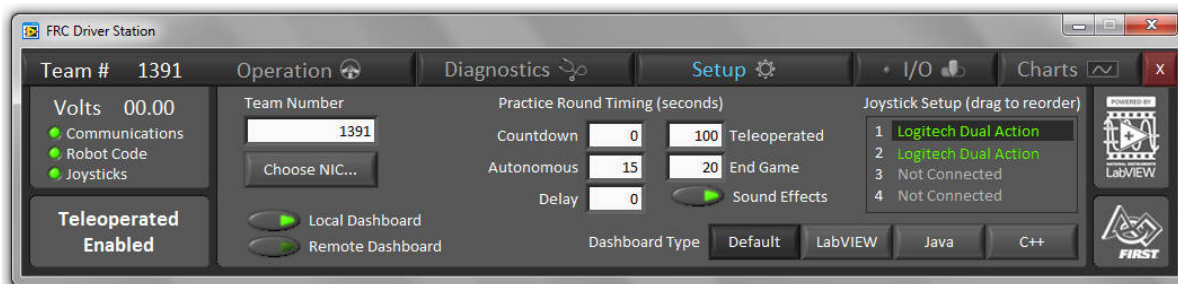 FRC Driver Station
Team # 1391
Operation
Diagnostics
Setup
I/O
Charts
X
Volts 00.00
Communications
Robot Code
Joysticks
Teleoperated
Enabled
Team Number
1391
Choose NIC...
Local Dashboard
Remote Dashboard
Practice Round Timing (seconds)
Countdown 0 100 Teleoperated
Autonomous 15 20 End Game
Delay 0 Sound Effects
Dashboard Type Default LabVIEW Java C++
Joystick Setup (drag to reorder)
1 Logitech Dual Action
2 Logitech Dual Action
3 Not Connected
4 Not Connected
POWERED BY
NATIONAL INSTRUMENTS
LabVIEW
FIRST